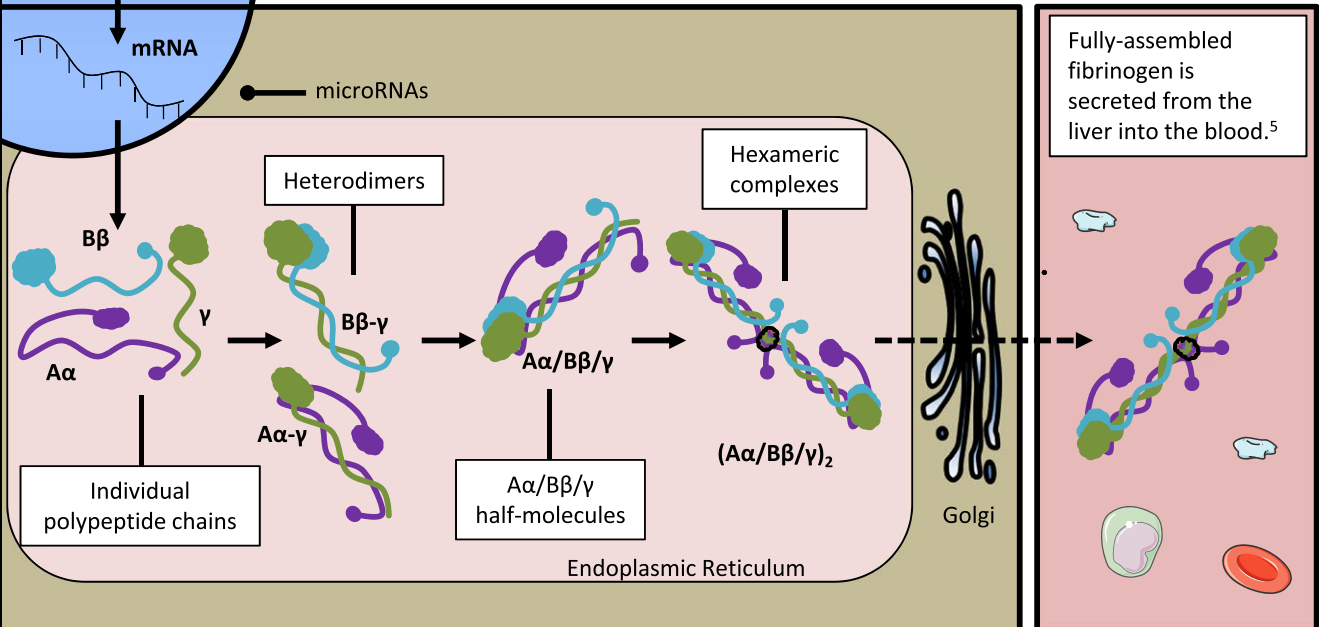 mRNA
microRNAs
Fully-assembled
fibrinogen is
secreted from the
liver into the blood.⁵
Heterodimers
Hexameric
complexes
Bβ
γ
Aα
Bβ-γ
Aα-γ
Aα/Bβ/γ
(Aα/Bβ/γ)₂
Individual
polypeptide chains
Aα/Bβ/γ
half-molecules
Golgi
Endoplasmic Reticulum